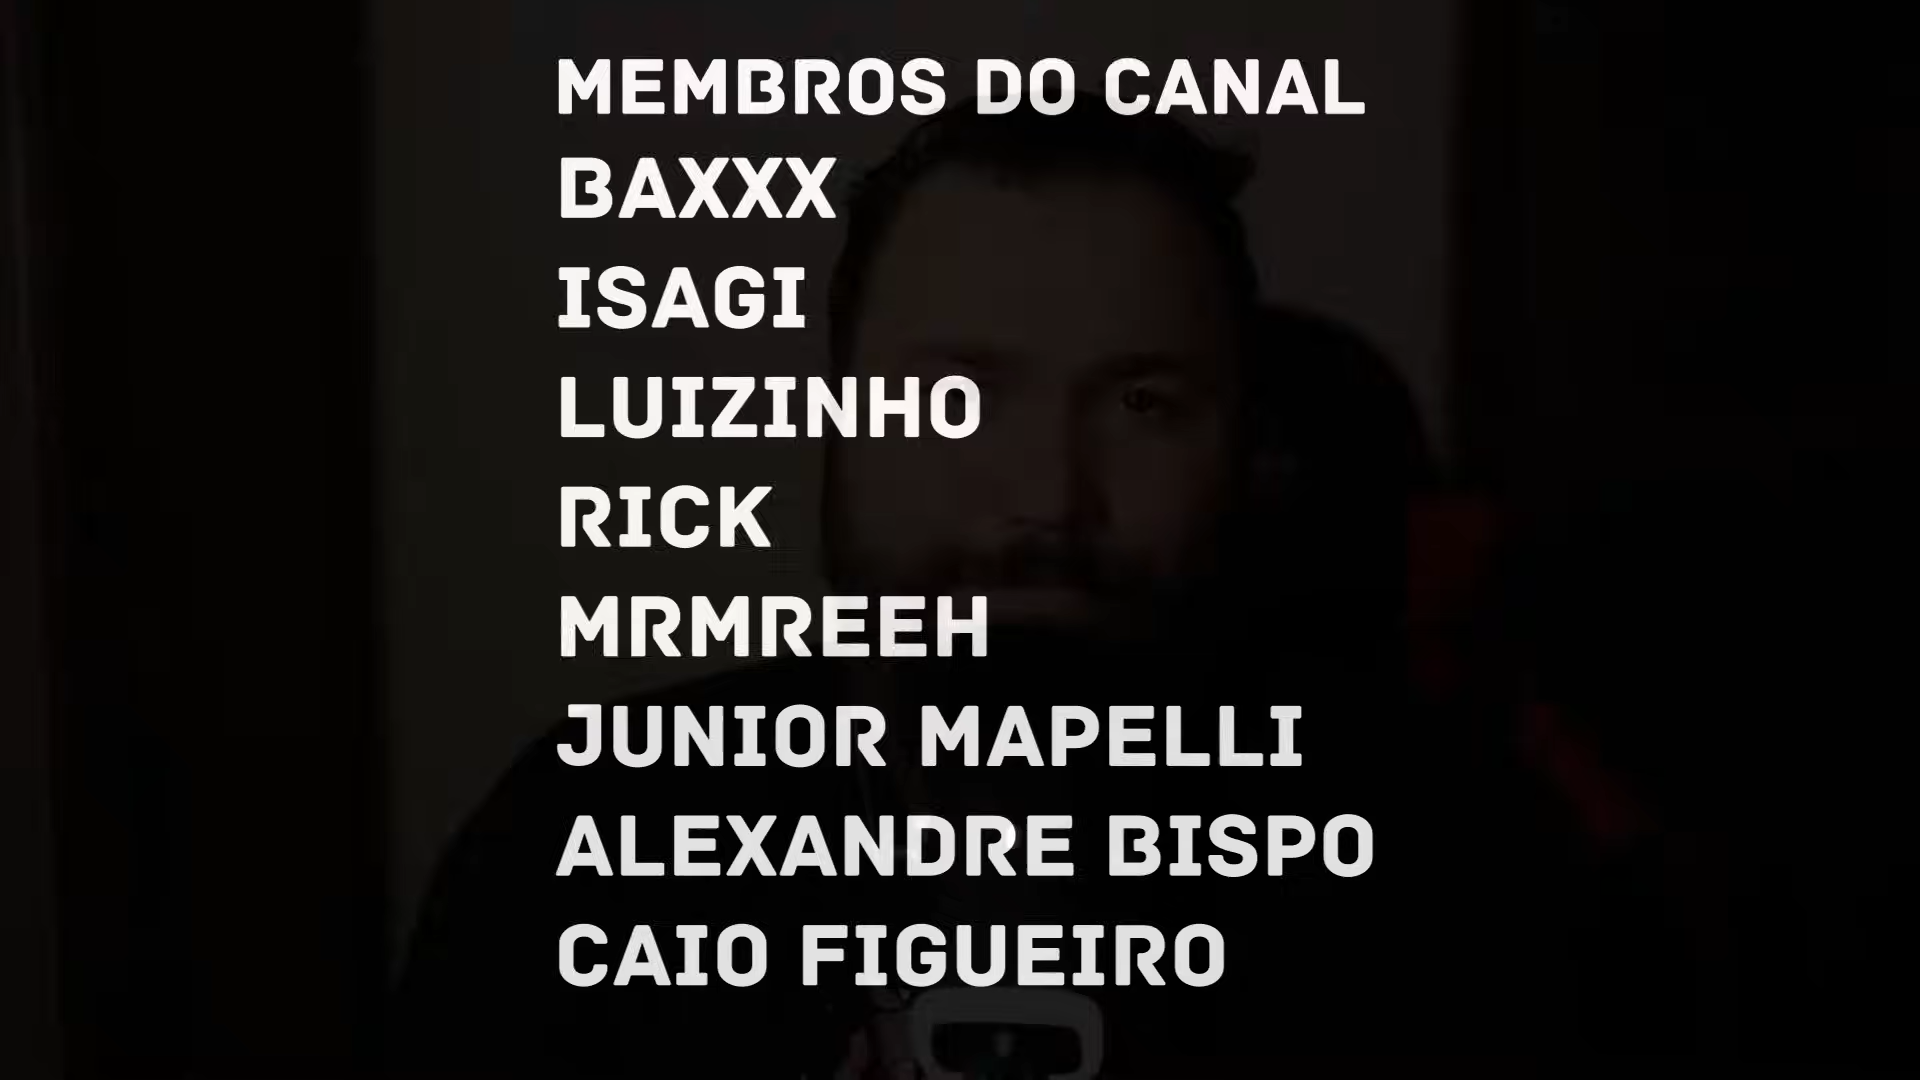 MEMBROS DO CANAL
BAXXX
ISAGI
LUIZINHO
RICK
MRMREEH
JUNIOR MAPELLI
ALEXANDRE BISPO
CAIO FIGUEIRO